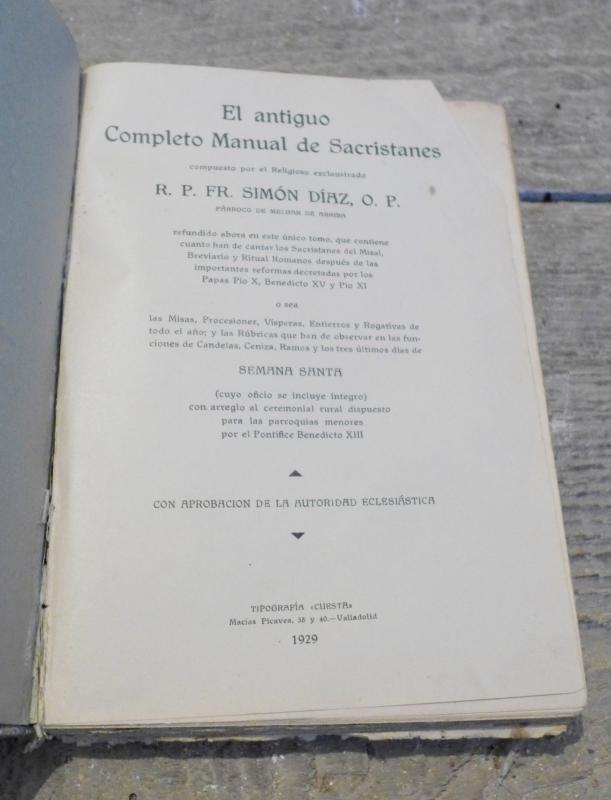 El antiguo
Completo Manual de Sacristanes
compuesto por el Religioso exclaustrado
R. P. FR. SIMÓN DÍAZ, O. P.
PÁRROCO DE MELGAR DE ARRIBA
refundido ahora en este único tomo, que contiene
cuanto han de cantar los Sacristanes del Misal,
Breviario y Ritual Romanos después de las
importantes reformas decretadas por los
Papas Pío X, Benedicto XV y Pío XI
o sea
las Misas, Procesiones, Vísperas, Entierros y Rogativas de
todo el año; y las Rúbricas que han de observar en las fun-
ciones de Candelas, Ceniza, Ramos y los tres últimos días de
SEMANA SANTA
(cuyo oficio se incluye íntegro)
con arreglo al ceremonial rural dispuesto
para las parroquias menores
por el Pontífice Benedicto XIII
CON APROBACION DE LA AUTORIDAD ECLESIÁSTICA
TIPOGRAFÍA «CUESTA»
Macías Picavea, 38 y 40.—Valladolid
1929